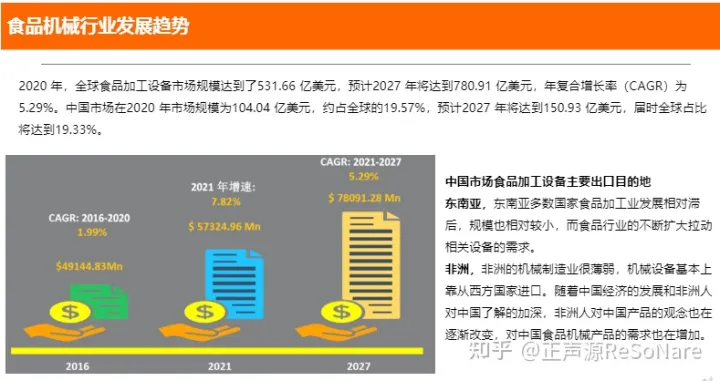 食品机械行业发展趋势
2020 年，全球食品加工设备市场规模达到了531.66 亿美元，预计2027 年将达到780.91 亿美元，年复合增长率（CAGR）为
5.29%。中国市场在2020 年市场规模为104.04 亿美元，约占全球的19.57%，预计2027 年将达到150.93 亿美元，届时全球占比
将达到19.33%。
CAGR: 2016-2020
1.99%
$49144.83Mn
2021 年增速:
7.82%
$ 57324.96 Mn
CAGR: 2021-2027
5.29%
$ 78091.28 Mn
2016
2021
2027
中国市场食品加工设备主要出口目的地
东南亚，东南亚多数国家食品加工业发展相对滞
后，规模也相对较小，而食品行业的不断扩大拉动
相关设备的需求。
非洲，非洲的机械制造业很薄弱，机械设备基本上
靠从西方国家进口。随着中国经济的发展和非洲人
对中国了解的加深，非洲人对中国产品的观念也在
逐渐改变，对中国食品机械产品的需求也在增加。
知乎 @正声源ReSoNare